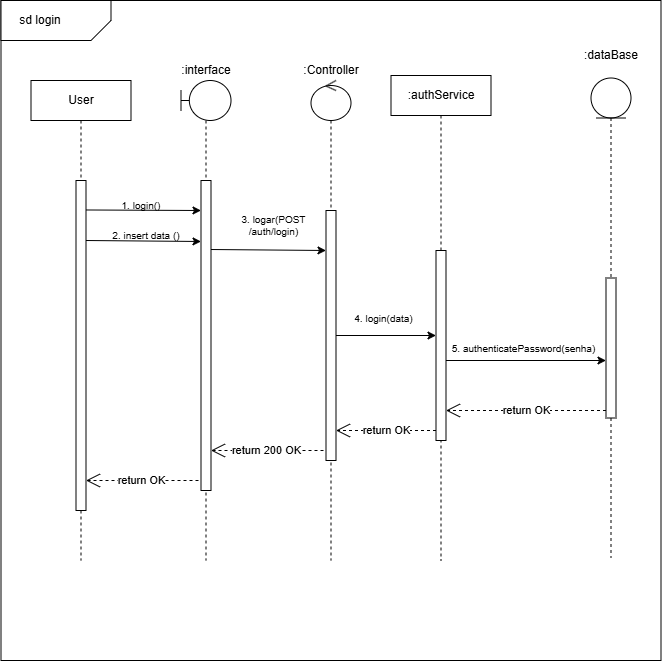 sd login
:dataBase
:interface
:Controller
:authService
User
1. login()
3. logar(POST
/auth/login)
2. insert data ()
4. login(data)
5. authenticatePassword(senha)
return OK
return OK
return 200 OK
return OK